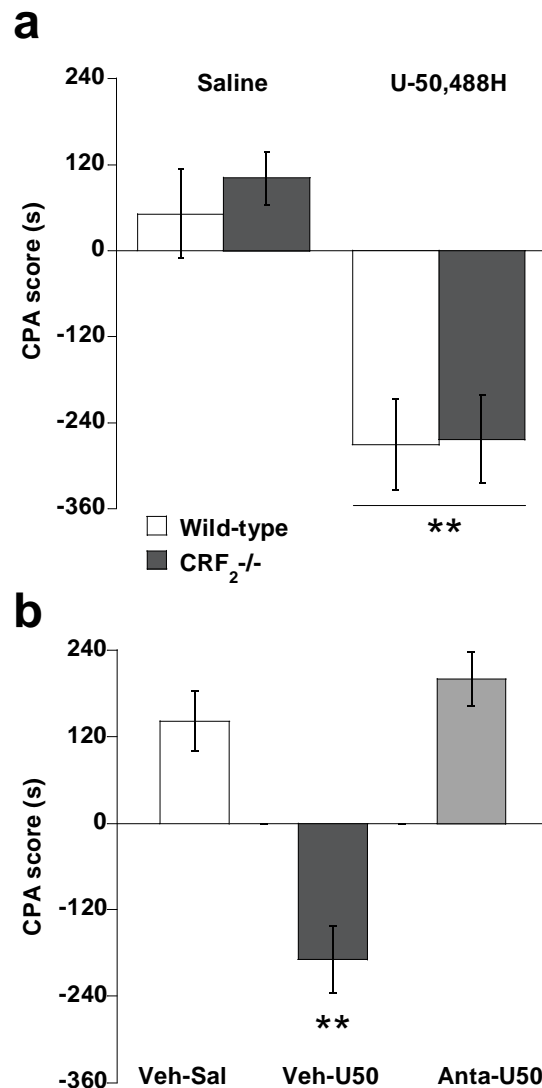 a
Saline U-50,488H
240
120
0
-120
-240
-360
CPA score (s)
**
Wild-type
CRF2-/-
b
240
120
0
-120
-240
-360
CPA score (s)
**
Veh-Sal Veh-U50 Anta-U50